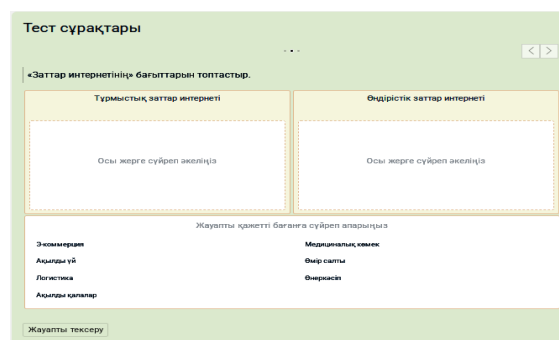 Тест сұрақтары
«Заттар интернетінің» бағыттарын топтастыр.
Тұрмыстық заттар интернеті
Өндірістік заттар интернеті
Осы жерге сүйреп әкеліңіз
Осы жерге сүйреп әкеліңіз
Жауапты қажетті бағанға сүйреп апарыңыз
Э-коммерция
Медициналық көмек
Ақылды үй
Өмір салты
Логистика
Өнеркәсіп
Ақылды қалалар
Жауапты тексеру